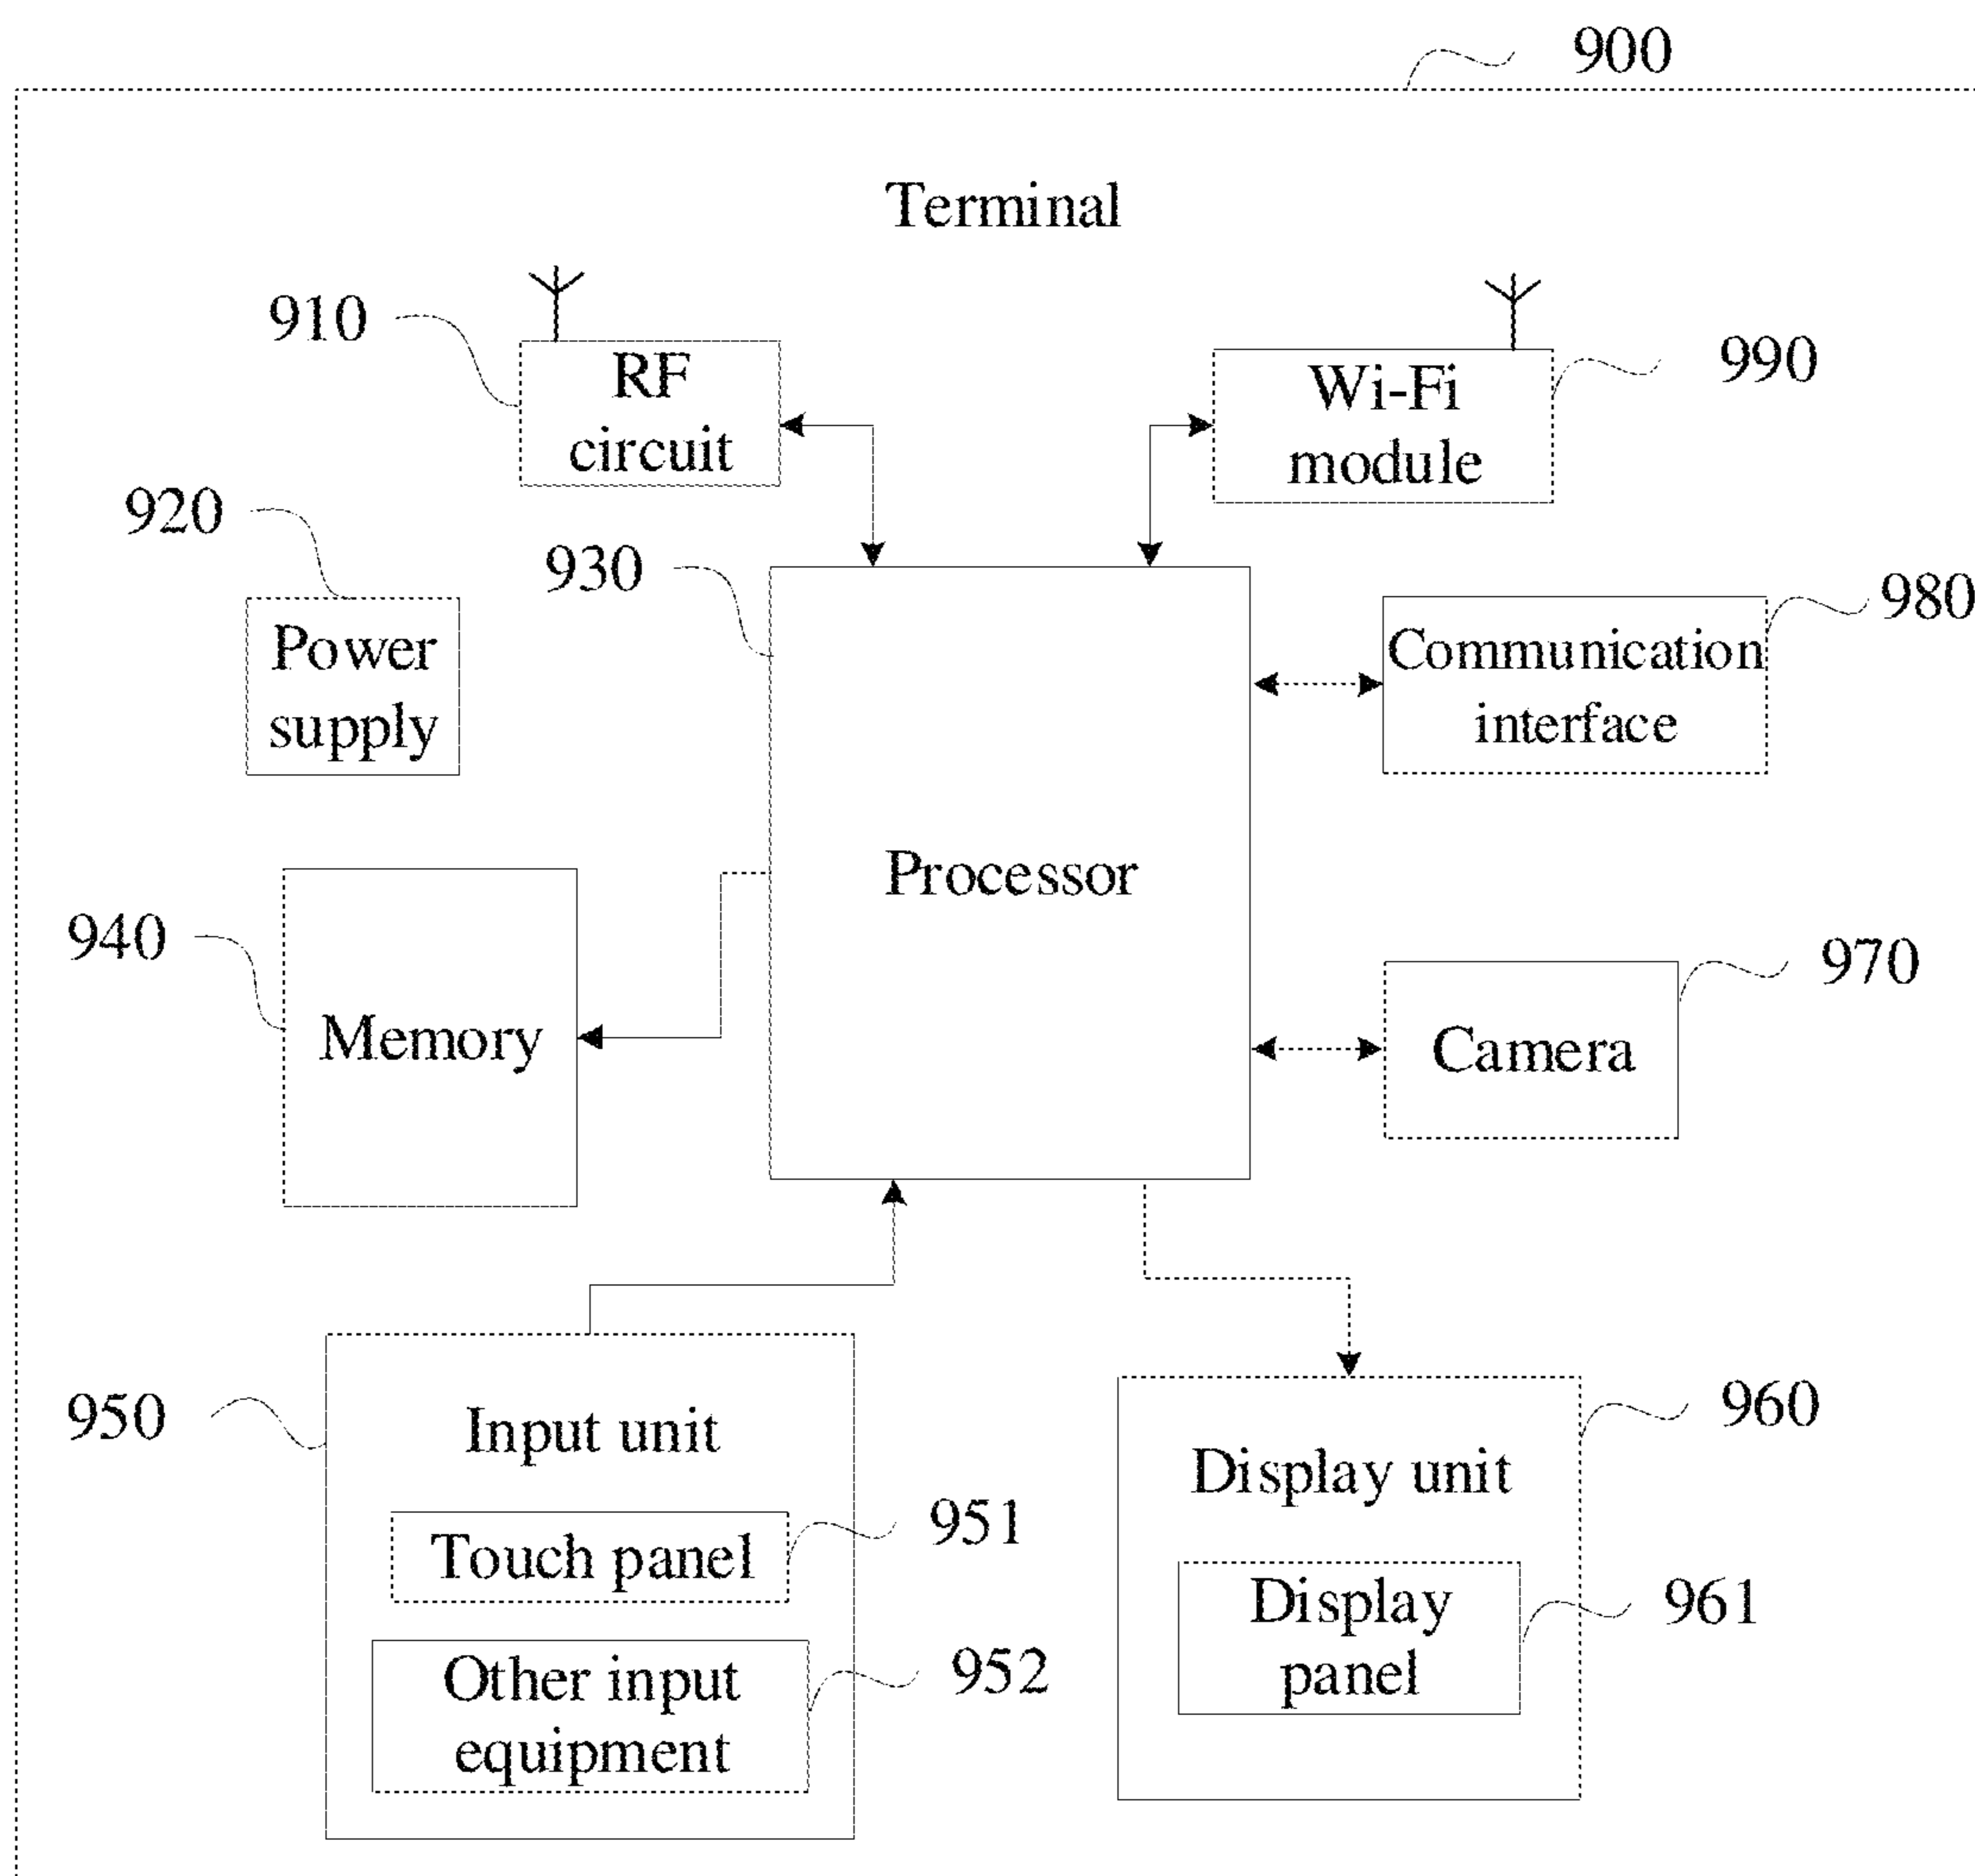 900
Terminal
910
RF
circuit
Wi-Fi
module
990
920
Power
supply
930
Processor
Communication
interface
980
940
Memory
Camera
970
950
Input unit
Touch panel
951
Other input
equipment
952
Display unit
960
Display
panel
961